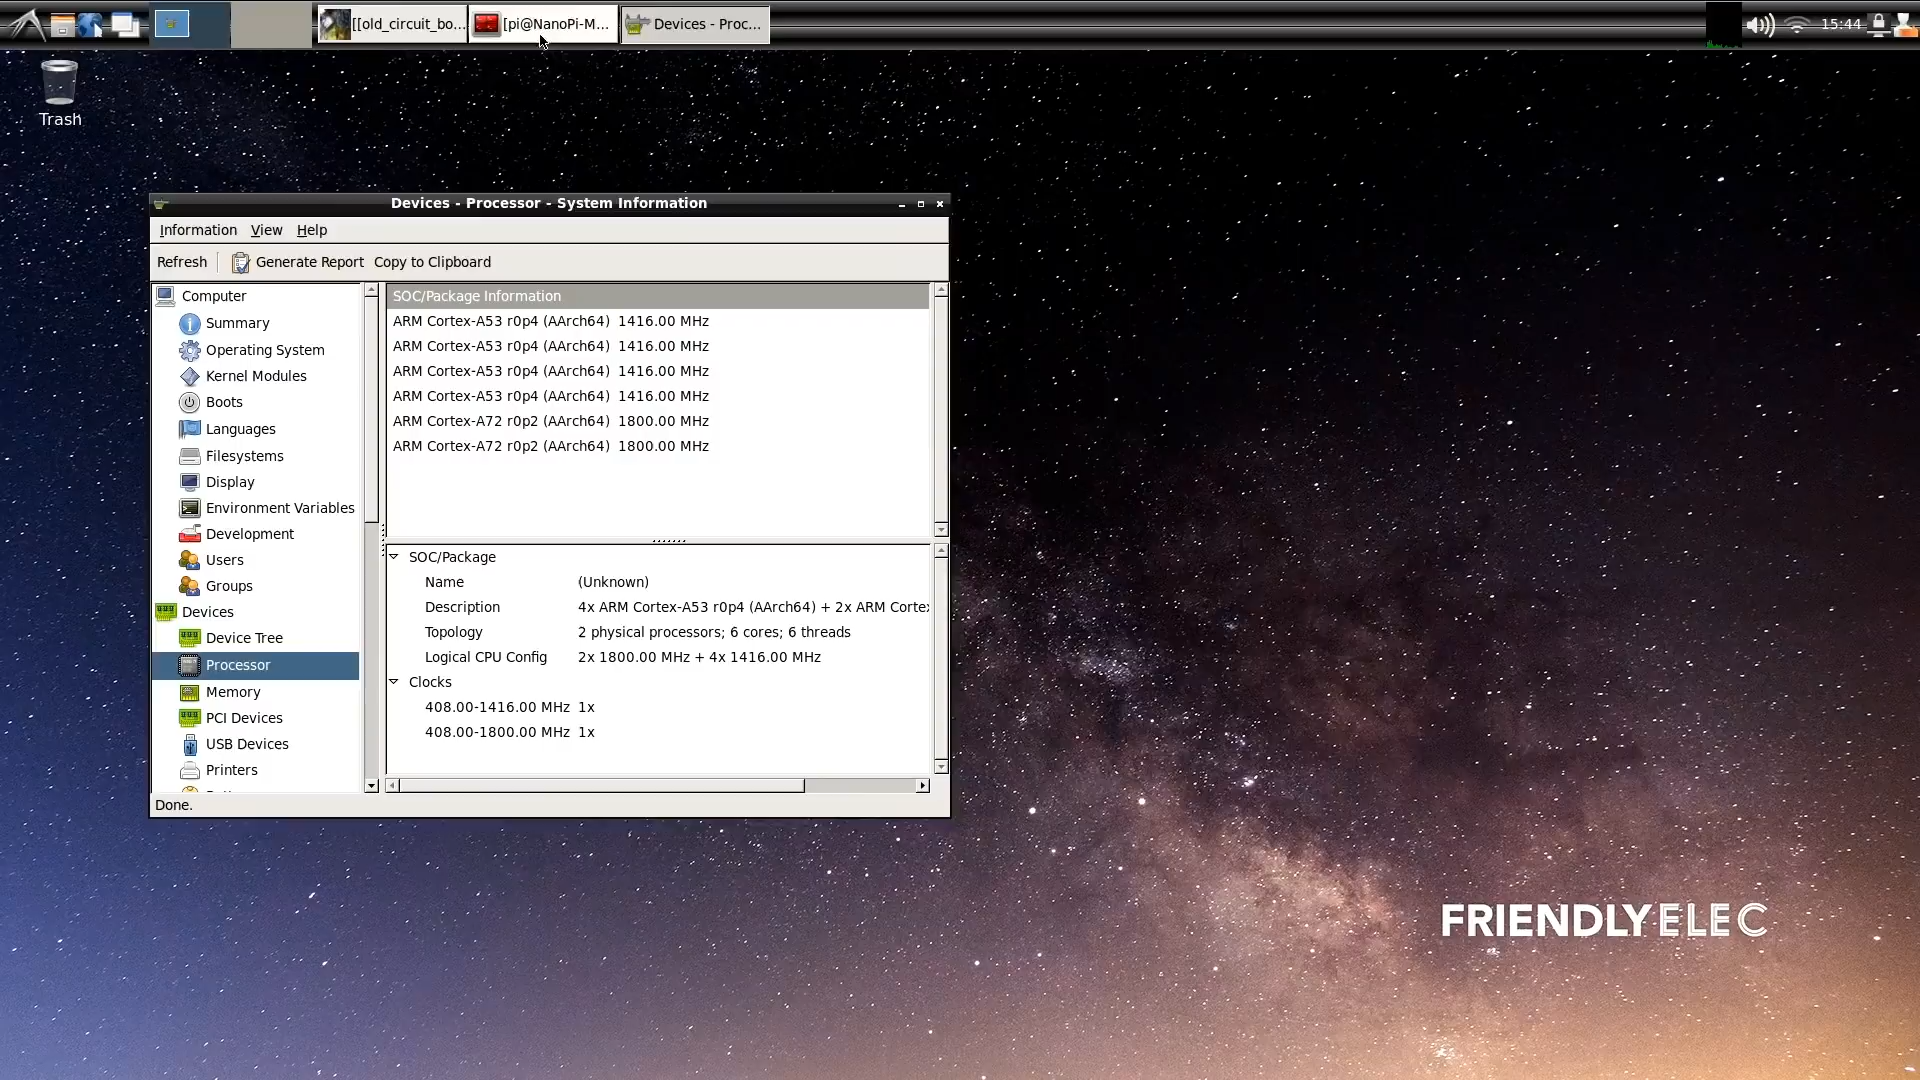 [[old_circuit_bo...
[pi@NanoPi-M...
Devices - Proc...
15:44
Trash
Devices - Processor - System Information
Information View Help
Refresh Generate Report Copy to Clipboard
Computer
Summary
Operating System
Kernel Modules
Boots
Languages
Filesystems
Display
Environment Variables
Development
Users
Groups
Devices
Device Tree
Processor
Memory
PCI Devices
USB Devices
Printers
SOC/Package Information
ARM Cortex-A53 r0p4 (AArch64) 1416.00 MHz
ARM Cortex-A53 r0p4 (AArch64) 1416.00 MHz
ARM Cortex-A53 r0p4 (AArch64) 1416.00 MHz
ARM Cortex-A53 r0p4 (AArch64) 1416.00 MHz
ARM Cortex-A72 r0p2 (AArch64) 1800.00 MHz
ARM Cortex-A72 r0p2 (AArch64) 1800.00 MHz
SOC/Package
Name (Unknown)
Description 4x ARM Cortex-A53 r0p4 (AArch64) + 2x ARM Corte
Topology 2 physical processors; 6 cores; 6 threads
Logical CPU Config 2x 1800.00 MHz + 4x 1416.00 MHz
Clocks
408.00-1416.00 MHz 1x
408.00-1800.00 MHz 1x
Done.
FRIENDLYELEC